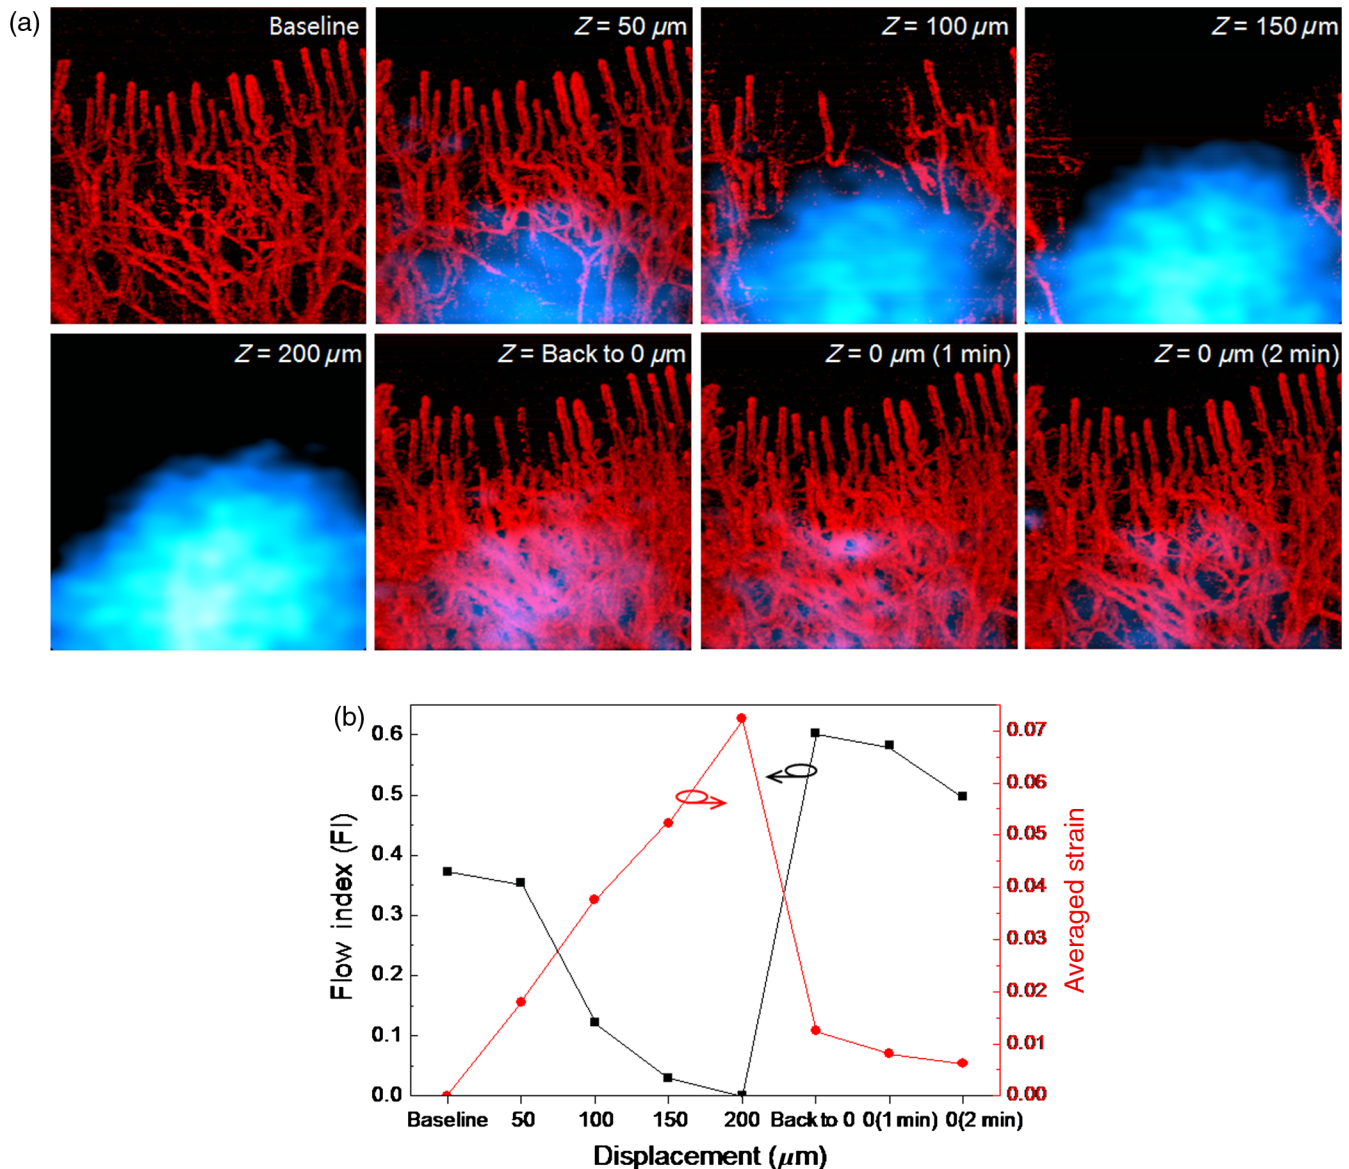 (a)
Baseline
Z = 50 μm
Z = 100 μm
Z = 150 μm
Z = 200 μm
Z = Back to 0 μm
Z = 0 μm (1 min)
Z = 0 μm (2 min)
(b)
Flow index (FI)
0.6
0.5
0.4
0.3
0.2
0.1
0.0
0.07
0.06
0.05
0.04
0.03
0.02
0.01
0.00
Averaged strain
Baseline 50 100 150 200 Back to 0 0(1 min) 0(2 min)
Displacement (μm)